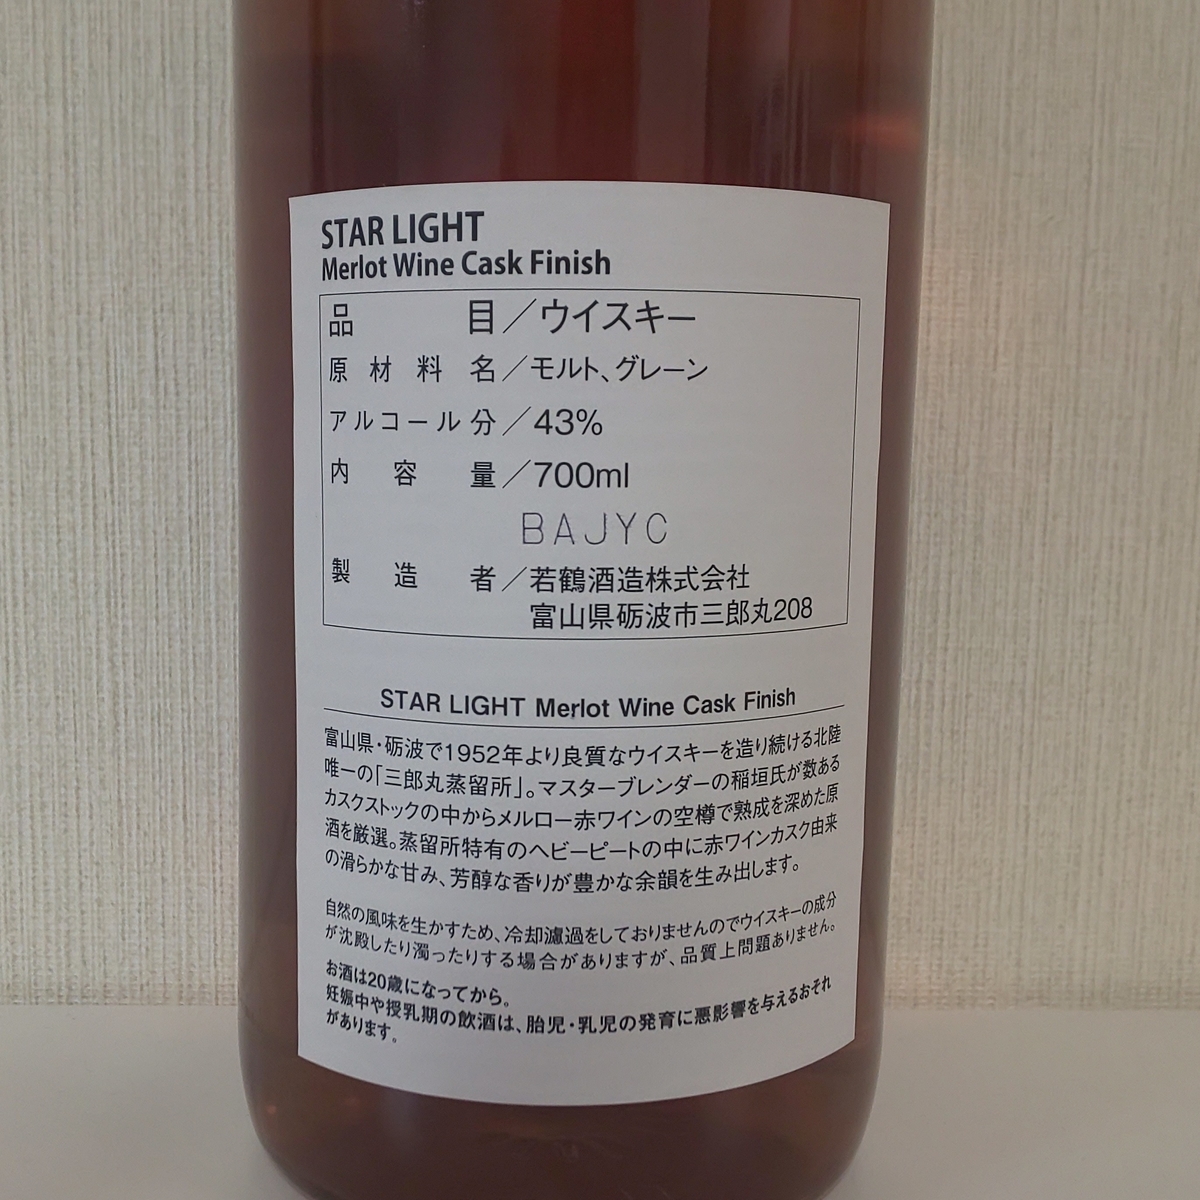 STAR LIGHT
Merlot Wine Cask Finish
品目／ウイスキー
原材料名／モルト、グレーン
アルコール分／43%
内容量／700ml
BAJYC
製造者／若鶴酒造株式会社
富山県砺波市三郎丸208
STAR LIGHT Merlot Wine Cask Finish
富山県・砺波で1952年より良質なウイスキーを造り続ける北陸
唯一の「三郎丸蒸留所」。マスターブレンダーの稲垣氏が数ある
カスクストックの中からメルロー赤ワインの空樽で熟成を深めた原
酒を厳選。蒸留所特有のヘビーピートの中に赤ワインカスク由来
の滑らかな甘み、芳醇な香りが豊かな余韻を生み出します。
自然の風味を生かすため、冷却濾過をしておりませんのでウイスキーの成分
が沈殿したり濁ったりする場合がありますが、品質上問題ありません。
お酒は20歳になってから。
妊娠中や授乳期の飲酒は、胎児・乳児の発育に悪影響を与えるおそれ
があります。